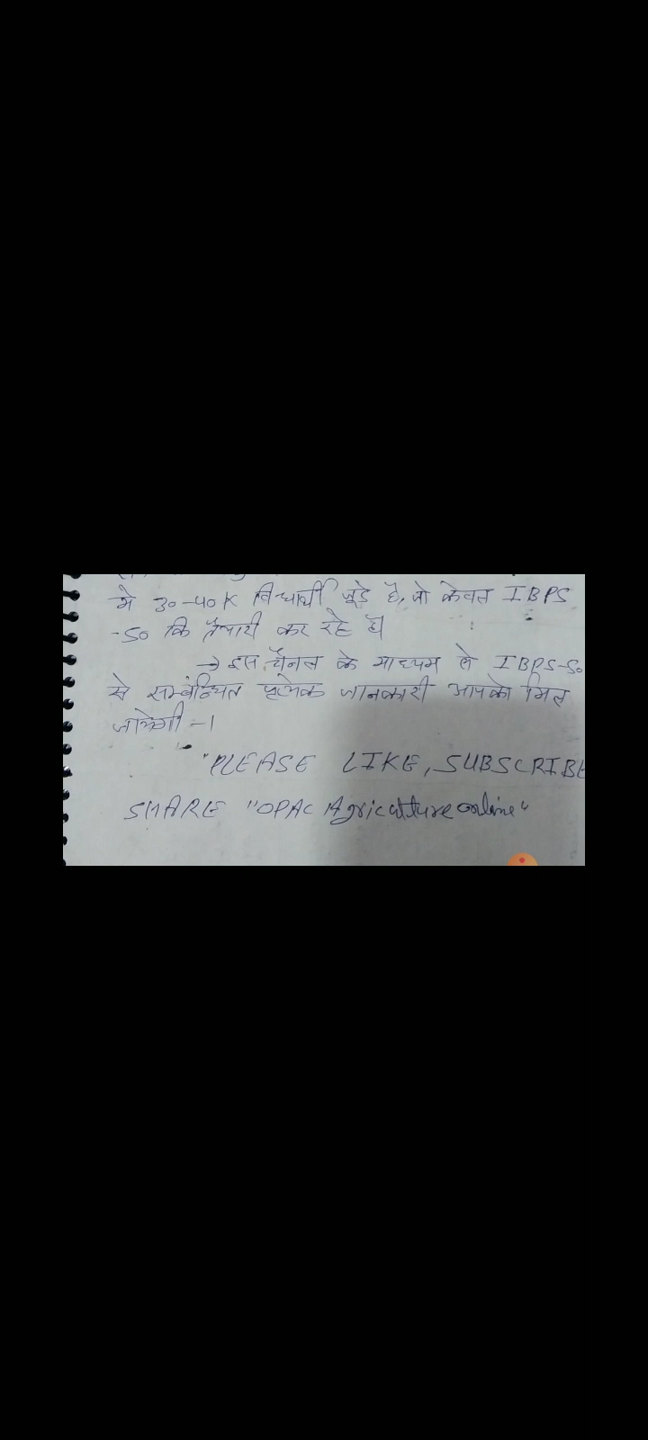 मे 30-40K विधार्थी जूड़े है, जो केवल IBPS
-SO कि तैयारी कर रहे है।
→ इस चैनल के माध्यम से IBPS-SO
से सम्बंन्धित प्रत्येक जानकारी आपको मिल
जायेगी -।
"PLEASE LIKE, SUBSCRIBE
SHARE "OPAC Agriculture online"